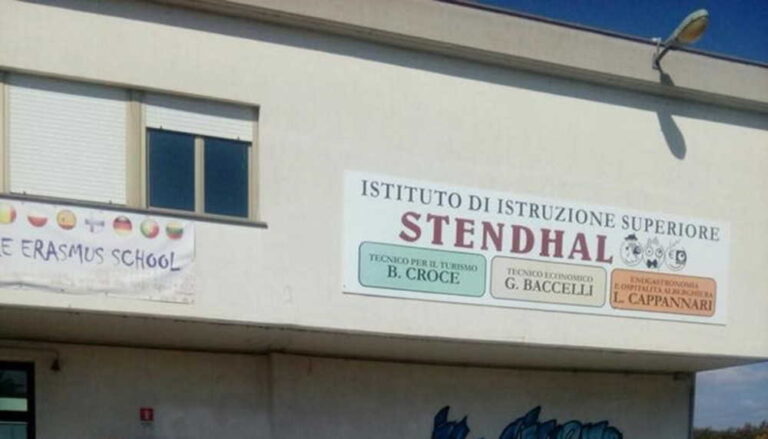 E ERASMUS SCHOOL
ISTITUTO DI ISTRUZIONE SUPERIORE
STENDHAL
TECNICO PER IL TURISMO
B. CROCE
TECNICO ECONOMICO
G. BACCELLI
ENOGASTRONOMIA
E OSPITALITÀ ALBERGHIERA
L. CAPPANNARI